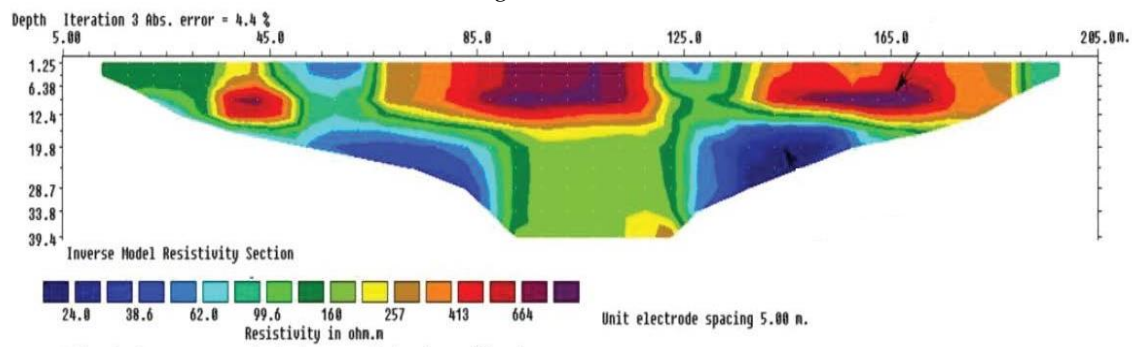 Depth Iteration 3 Abs. error = 4.4 %
5.00 45.0 85.0 125.0 165.0 205.0m.
1.25
6.38
12.4
19.8
28.7
33.8
39.4
Inverse Model Resistivity Section
24.0 38.6 62.0 99.6 160 257 413 664
Resistivity in ohm.m
Unit electrode spacing 5.00 m.